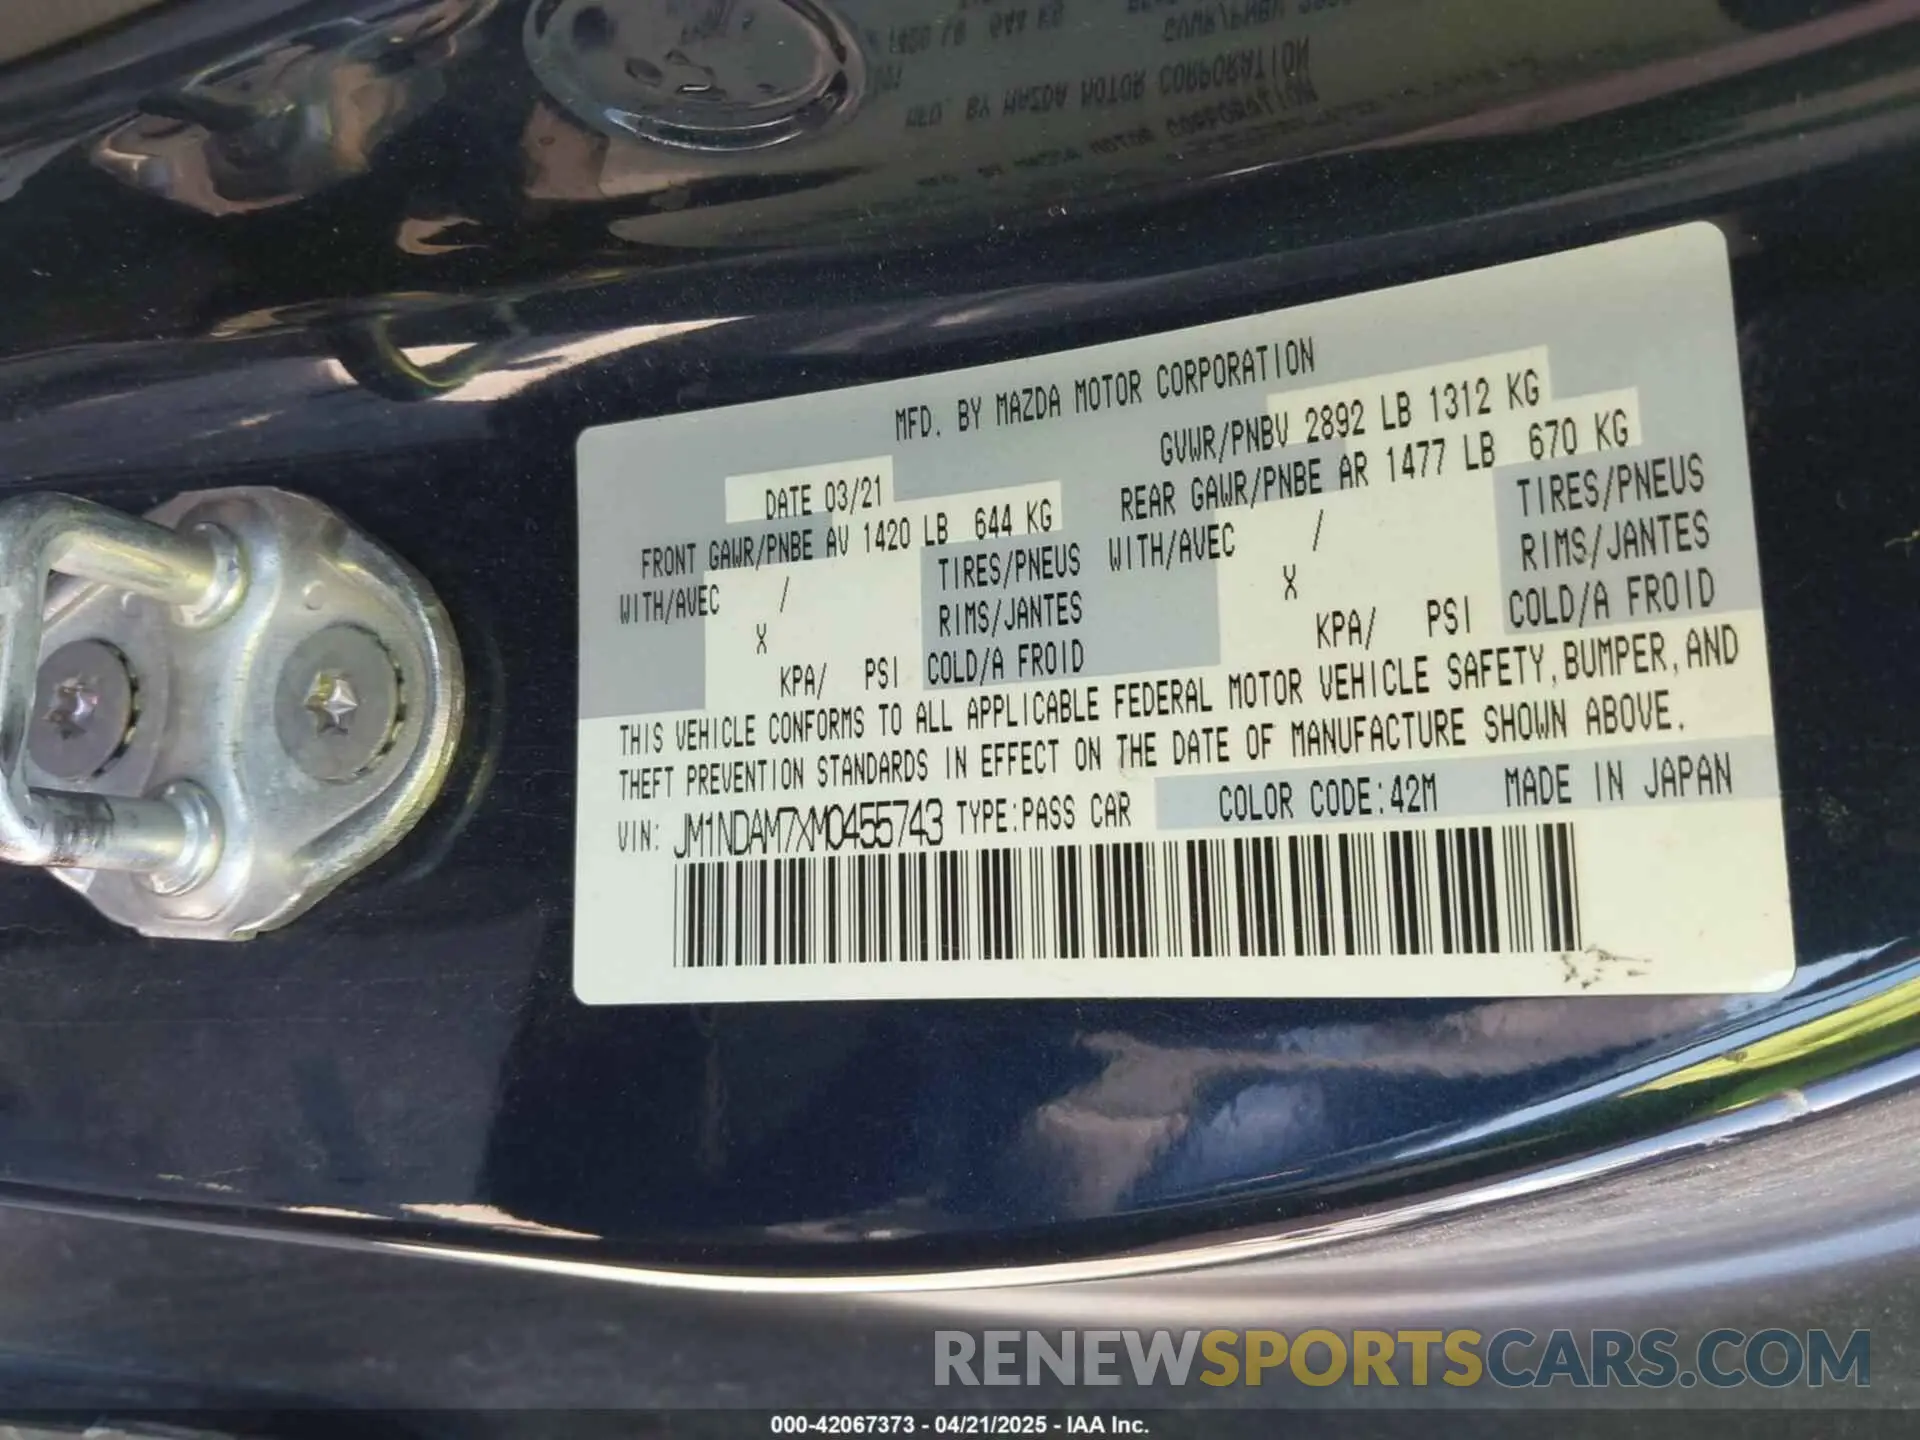 MFD. BY MAZDA MOTOR CORPORATION
DATE 03/21 GVWR/PNBV 2892 LB 1312 KG
FRONT GAWR/PNBE AV 1420 LB 644 KG REAR GAWR/PNBE AR 1477 LB 670 KG
WITH/AVEC / TIRES/PNEUS WITH/AVEC / TIRES/PNEUS
X RIMS/JANTES X RIMS/JANTES
KPA/ PSI COLD/A FROID KPA/ PSI COLD/A FROID
THIS VEHICLE CONFORMS TO ALL APPLICABLE FEDERAL MOTOR VEHICLE SAFETY, BUMPER, AND
THEFT PREVENTION STANDARDS IN EFFECT ON THE DATE OF MANUFACTURE SHOWN ABOVE.
VIN: JM1NDAM7XM0455743 TYPE: PASS CAR COLOR CODE: 42M MADE IN JAPAN
RENEWSPORTSCARS.COM
000-42067373 - 04/21/2025 - IAA Inc.